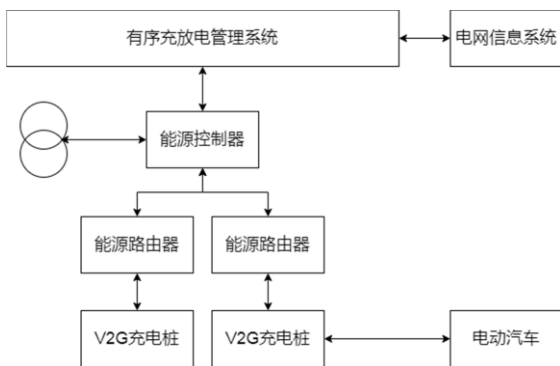 有序充放电管理系统
电网信息系统
能源控制器
能源路由器
能源路由器
V2G充电桩
V2G充电桩
电动汽车